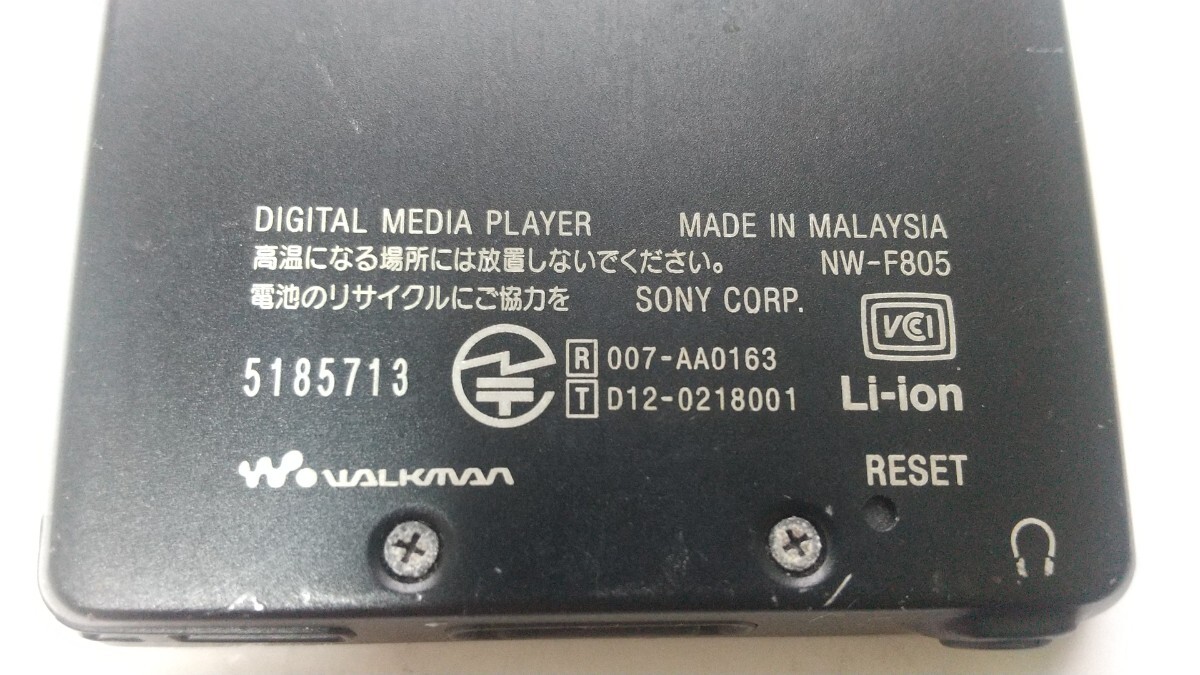 DIGITAL MEDIA PLAYER MADE IN MALAYSIA
高温になる場所には放置しないでください。 NW-F805
電池のリサイクルにご協力を SONY CORP.
VCCI
5185713 R 007-AA0163
T D12-0218001 Li-ion
WALKMAN RESET